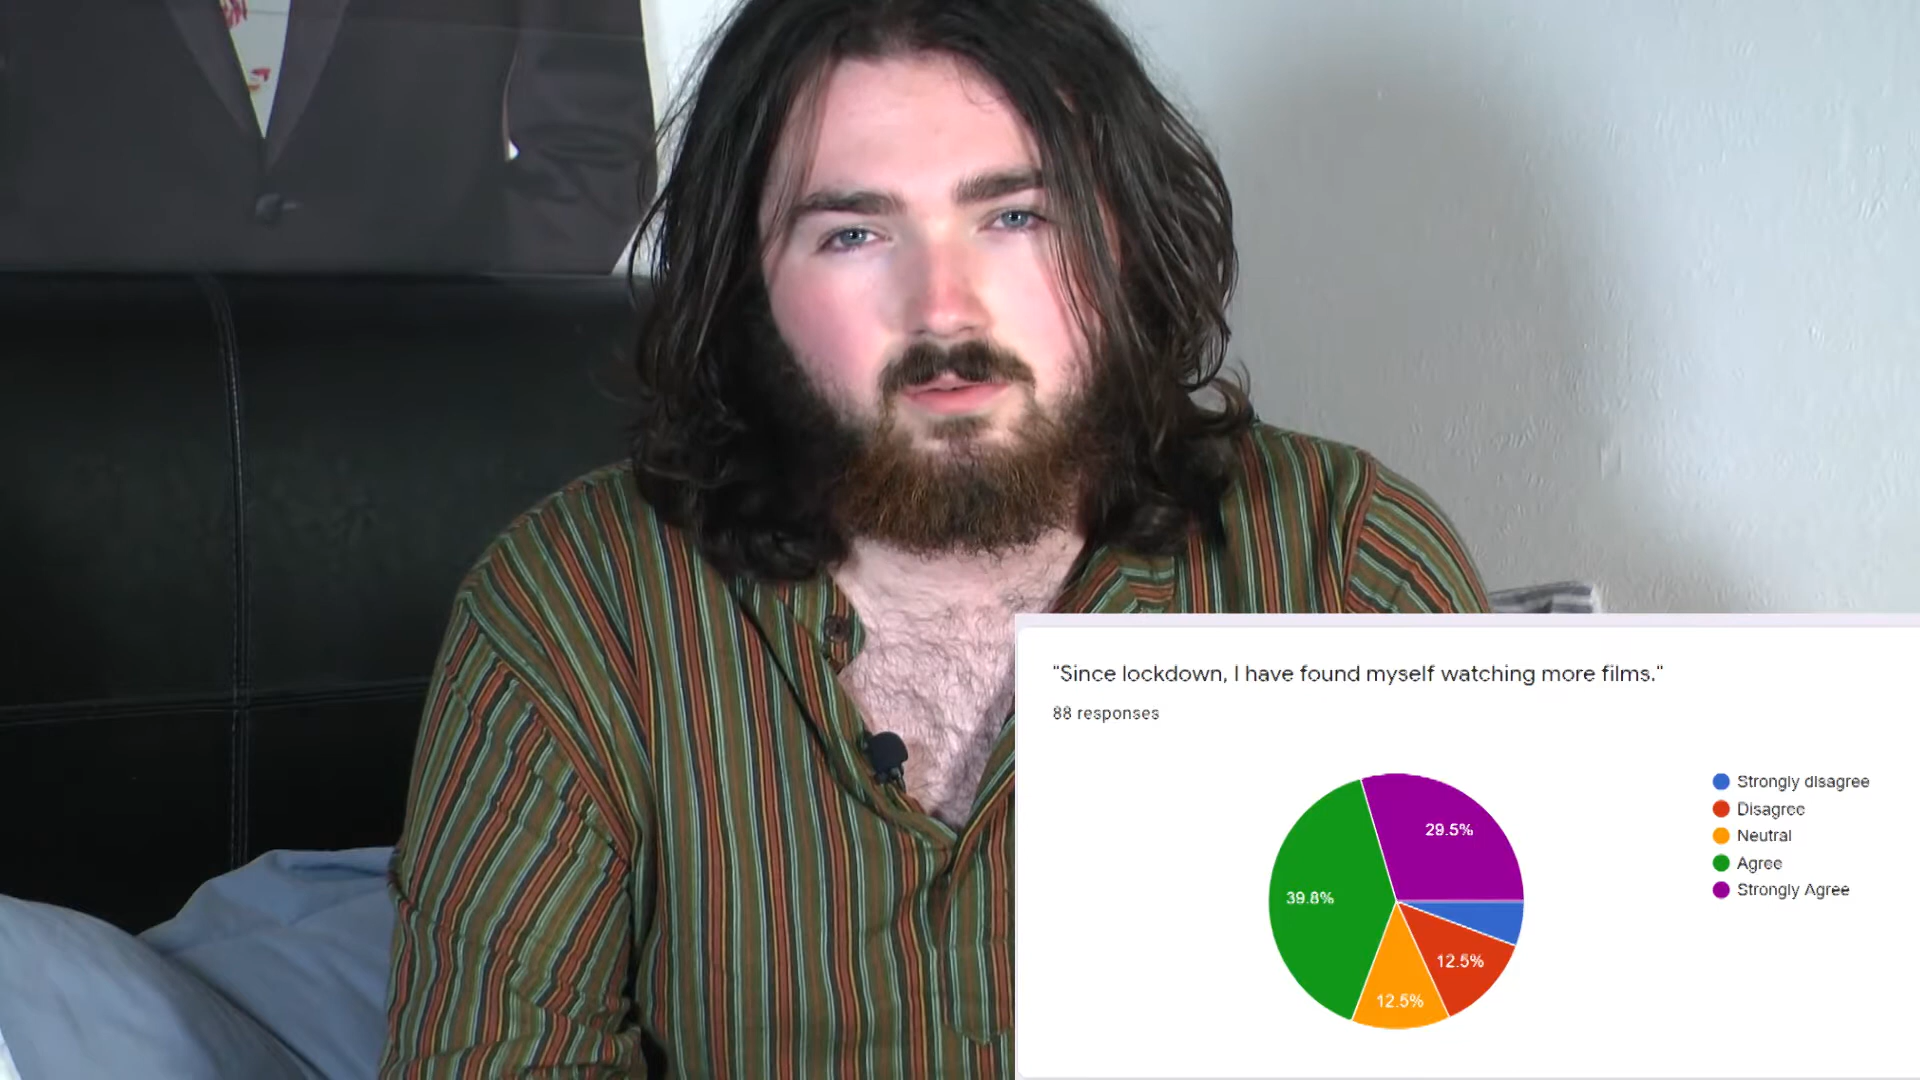 "Since lockdown, I have found myself watching more films."
88 responses
29.5%
39.8%
12.5%
12.5%
Strongly disagree
Disagree
Neutral
Agree
Strongly Agree